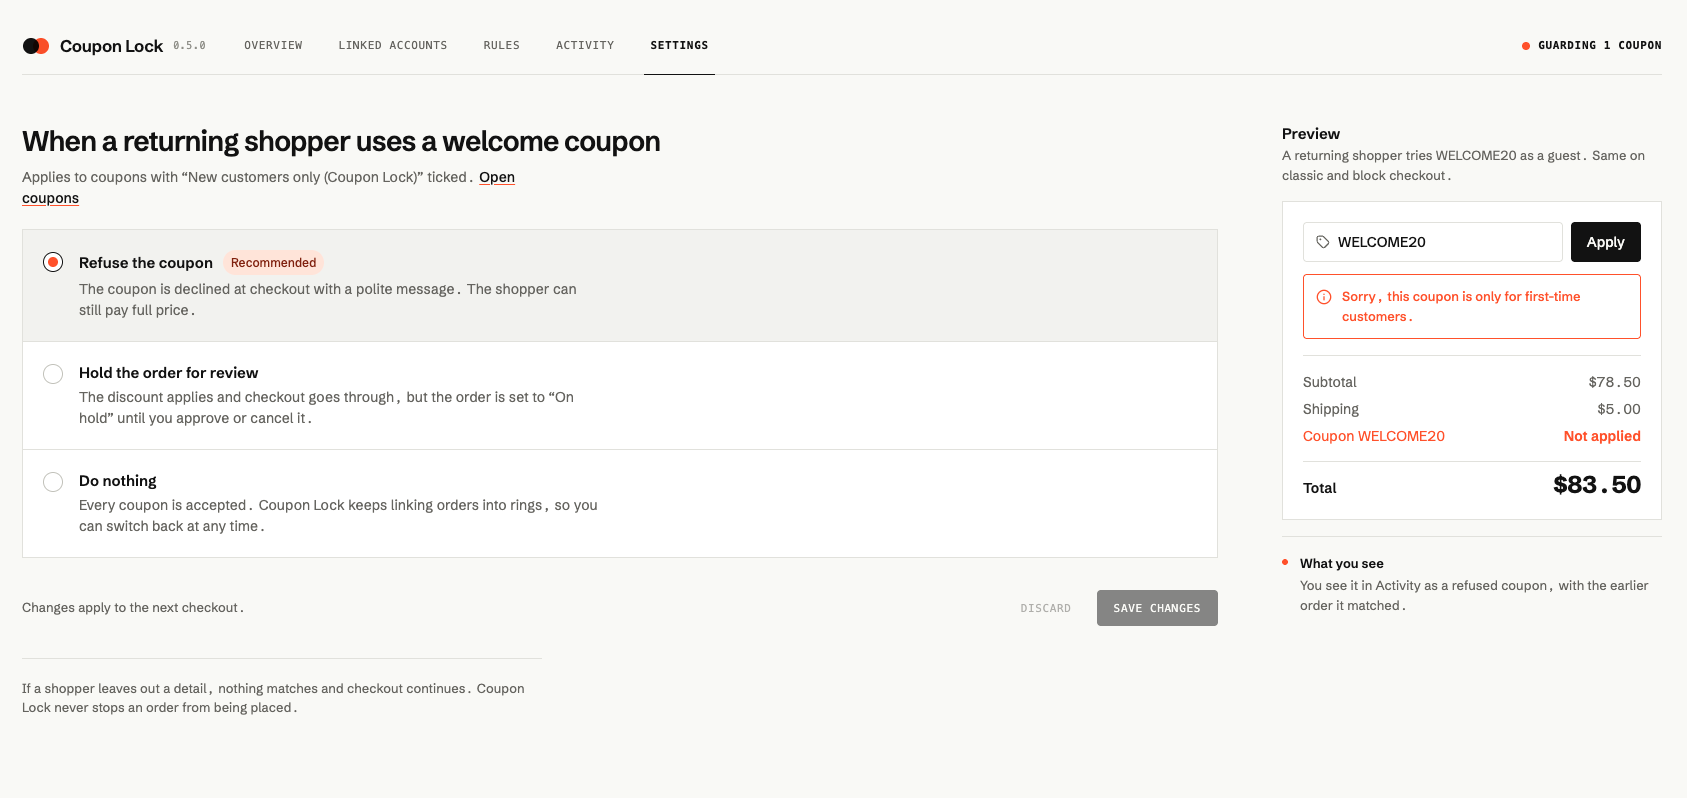 Coupon Lock 0.5.0 OVERVIEW LINKED ACCOUNTS RULES ACTIVITY SETTINGS GUARDING 1 COUPON
When a returning shopper uses a welcome coupon
Applies to coupons with “New customers only (Coupon Lock)” ticked. Open
coupons
Refuse the coupon Recommended
The coupon is declined at checkout with a polite message. The shopper can
still pay full price.
Hold the order for review
The discount applies and checkout goes through, but the order is set to “On
hold” until you approve or cancel it.
Do nothing
Every coupon is accepted. Coupon Lock keeps linking orders into rings, so you
can switch back at any time.
Changes apply to the next checkout. DISCARD SAVE CHANGES
If a shopper leaves out a detail, nothing matches and checkout continues. Coupon
Lock never stops an order from being placed.
Preview
A returning shopper tries WELCOME20 as a guest. Same on
classic and block checkout.
WELCOME20 Apply
Sorry, this coupon is only for first-time
customers.
Subtotal $78.50
Shipping $5.00
Coupon WELCOME20 Not applied
Total $83.50
What you see
You see it in Activity as a refused coupon, with the earlier
order it matched.